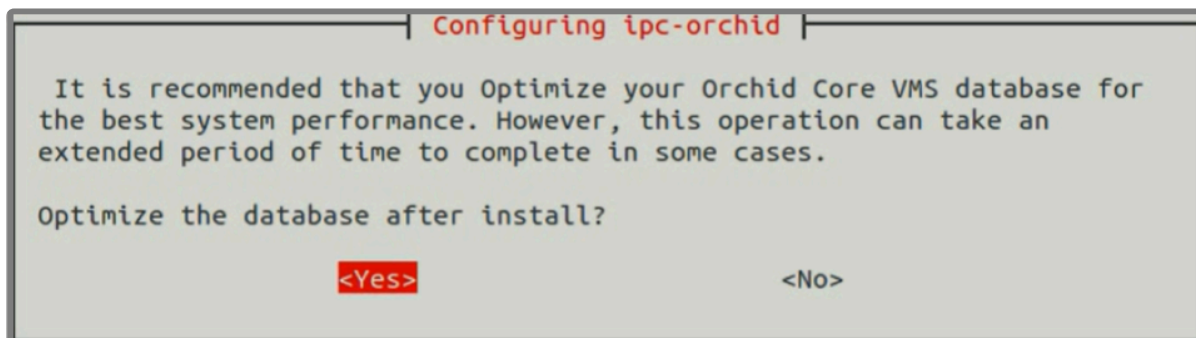 Configuring ipc-orchid
It is recommended that you Optimize your Orchid Core VMS database for
the best system performance. However, this operation can take an
extended period of time to complete in some cases.
Optimize the database after install?
<Yes> <No>